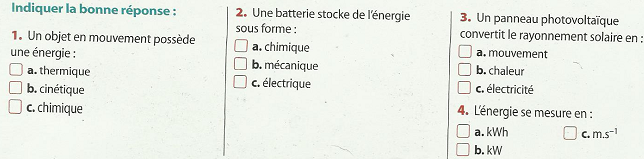 Indiquer la bonne réponse :
1. Un objet en mouvement possède
une énergie :
a. thermique
b. cinétique
c. chimique
2. Une batterie stocke de l'énergie
sous forme :
a. chimique
b. mécanique
c. électrique
3. Un panneau photovoltaïque
convertit le rayonnement solaire en :
a. mouvement
b. chaleur
c. électricité
4. L'énergie se mesure en :
a. kWh
c. m.s⁻¹
b. kW